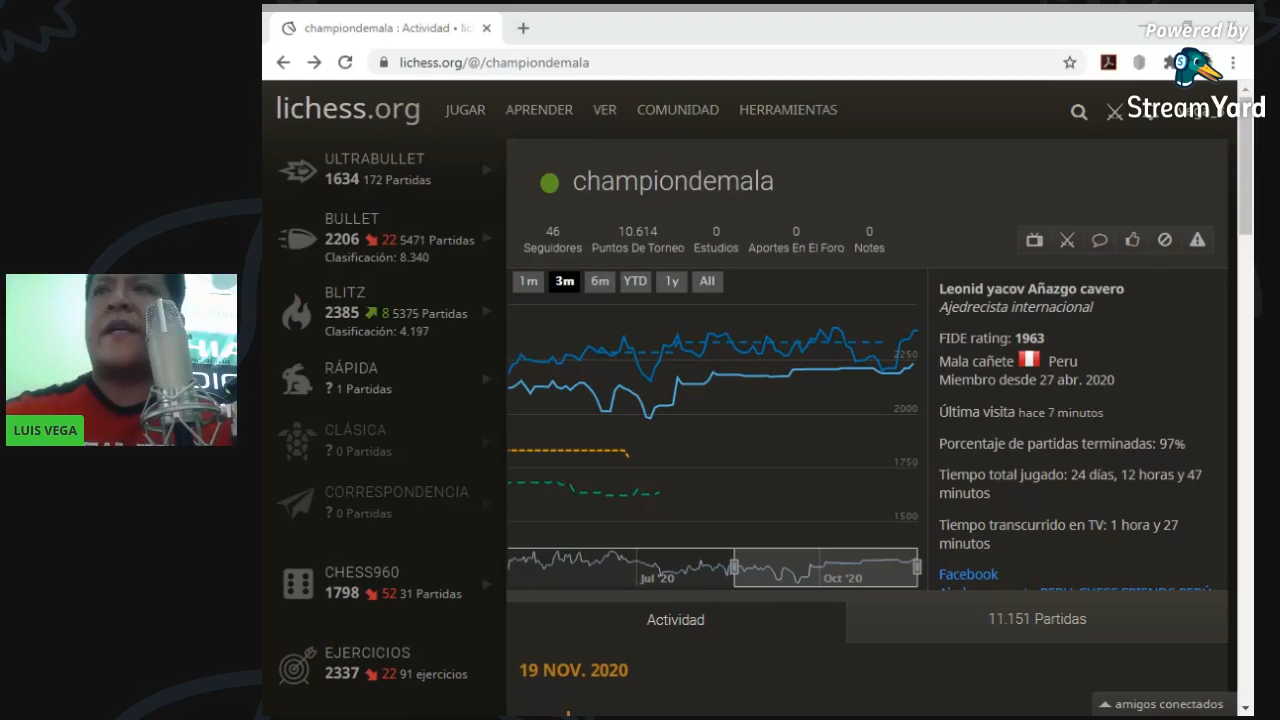 championdemala : Actividad • lic
Powered by
lichess.org/@/championdemala
StreamYard
lichess.org
JUGAR
APRENDER
VER
COMUNIDAD
HERRAMIENTAS
ULTRABULLET
1634 172 Partidas
BULLET
2206 22 5471 Partidas
Clasificación: 8.340
BLITZ
2385 8 5375 Partidas
Clasificación: 4.197
RÁPIDA
? 1 Partidas
CLÁSICA
? 0 Partidas
CORRESPONDENCIA
? 0 Partidas
CHESS960
1798 52 31 Partidas
EJERCICIOS
2337 22 91 ejercicios
championdemala
46 10.614 0 0 0
Seguidores Puntos De Torneo Estudios Aportes En El Foro Notes
1m 3m 6m YTD 1y All
2250
2000
1750
1500
Jul '20 Oct '20
Leonid yacov Añazgo cavero
Ajedrecista internacional
FIDE rating: 1963
Mala cañete Peru
Miembro desde 27 abr. 2020
Última visita hace 7 minutos
Porcentaje de partidas terminadas: 97%
Tiempo total jugado: 24 días, 12 horas y 47
minutos
Tiempo transcurrido en TV: 1 hora y 27
minutos
Facebook
Actividad
11.151 Partidas
19 NOV. 2020
amigos conectados
LUIS VEGA